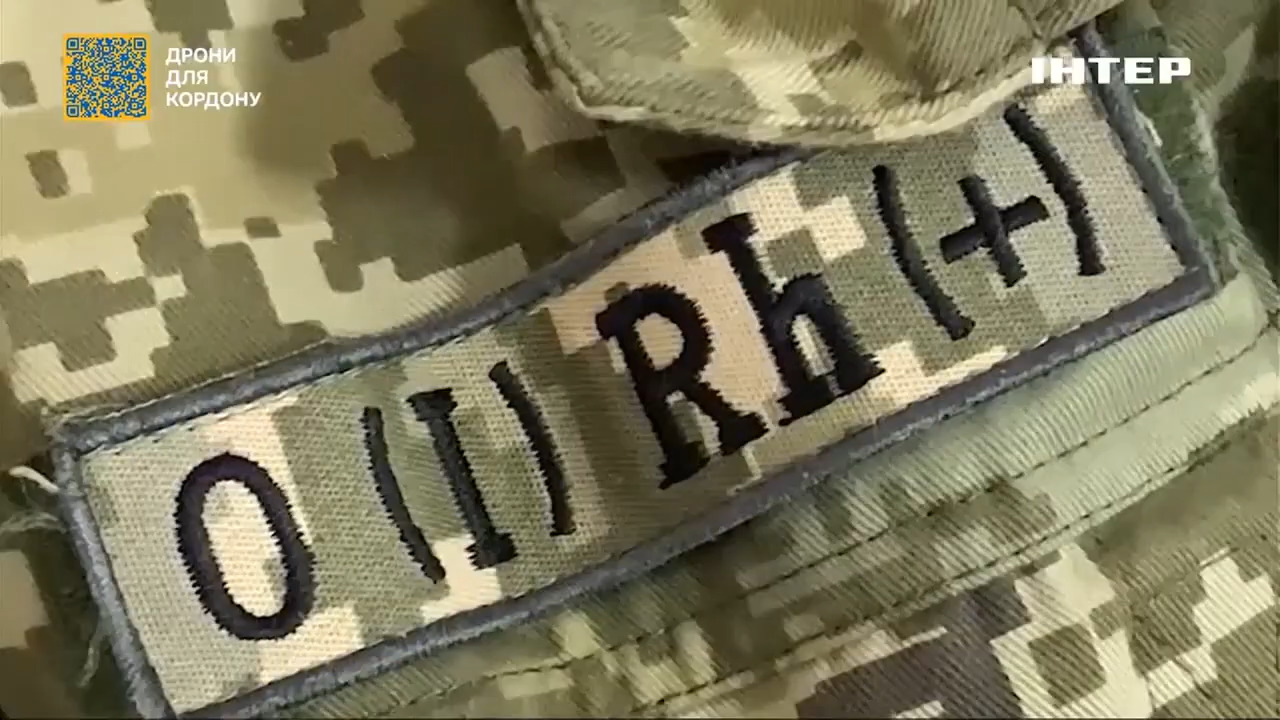 ДРОНИ
ДЛЯ
КОРДОНУ
ІНТЕР
O (I) Rh (+)